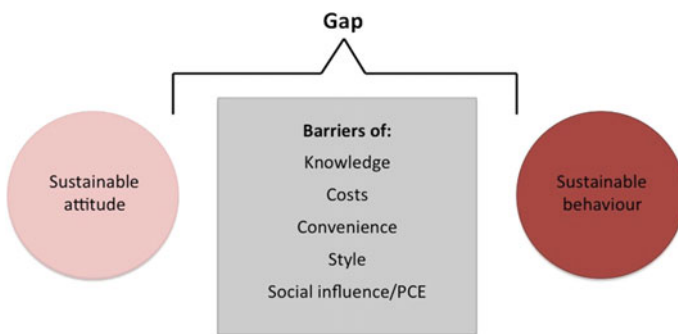 Gap
Sustainable
attitude
Barriers of:
Knowledge
Costs
Convenience
Style
Social influence/PCE
Sustainable
behaviour